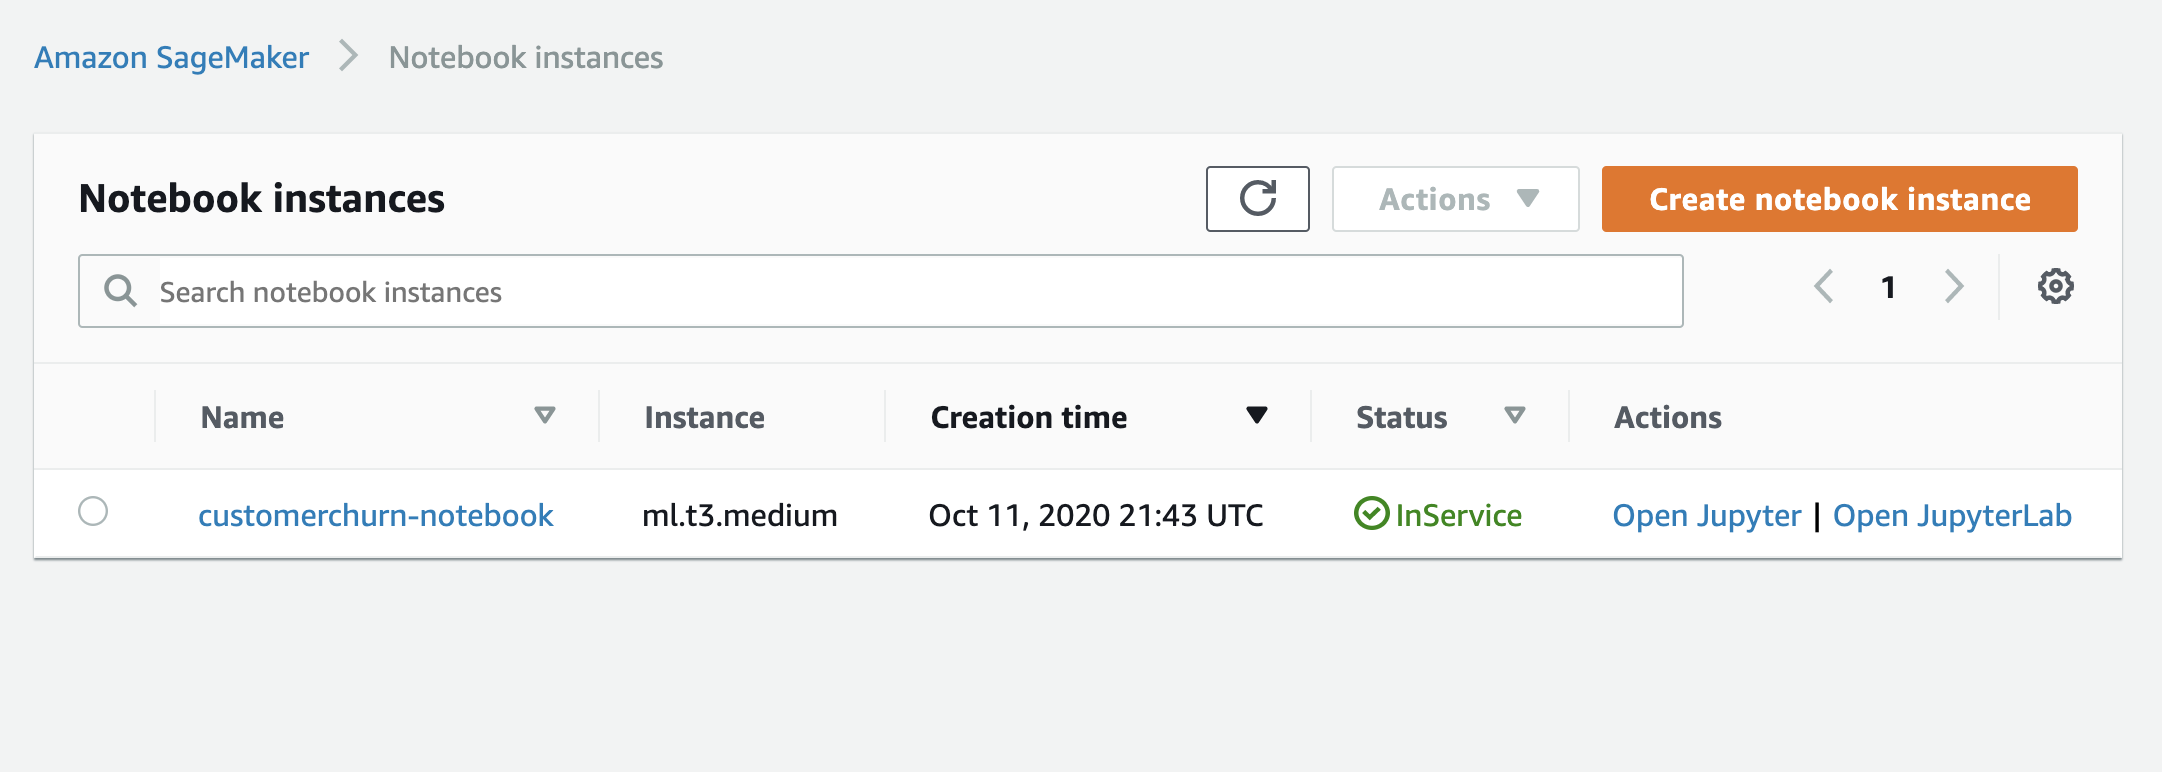 Amazon SageMaker > Notebook instances
Notebook instances Actions Create notebook instance
Search notebook instances 1
Name Instance Creation time Status Actions
customerchurn-notebook ml.t3.medium Oct 11, 2020 21:43 UTC InService Open Jupyter | Open JupyterLab